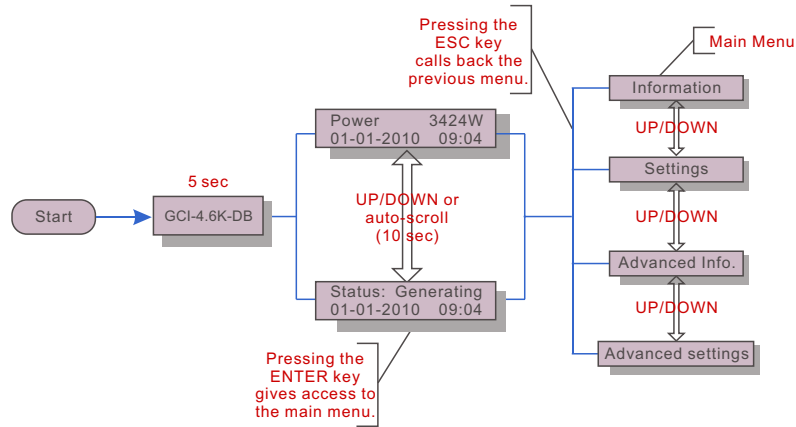 Start
5 sec
GCI-4.6K-DB
Power 3424W
01-01-2010 09:04
UP/DOWN or
auto-scroll
(10 sec)
Status: Generating
01-01-2010 09:04
Pressing the
ENTER key
gives access to
the main menu.
Pressing the
ESC key
calls back the
previous menu.
Main Menu
Information
UP/DOWN
Settings
UP/DOWN
Advanced Info.
UP/DOWN
Advanced settings